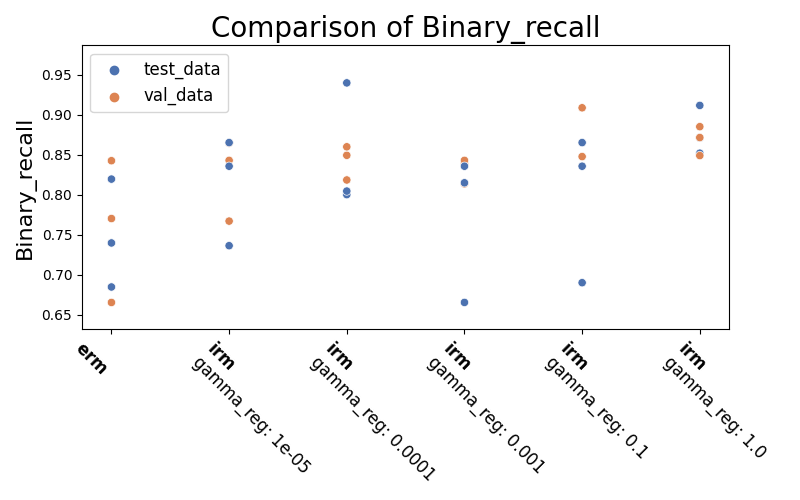 Comparison of Binary_recall
test_data
val_data
Binary_recall
0.95
0.90
0.85
0.80
0.75
0.70
0.65
erm
irm
gamma_reg: 1e-05
irm
gamma_reg: 0.0001
irm
gamma_reg: 0.001
irm
gamma_reg: 0.1
irm
gamma_reg: 1.0